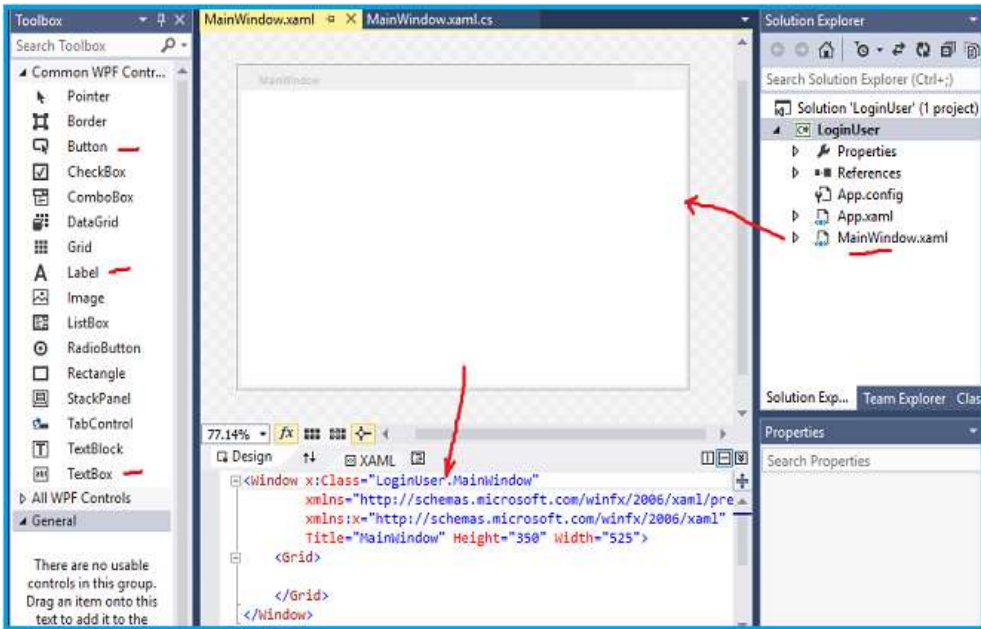 Toolbox
Search Toolbox
Common WPF Contr...
Pointer
Border
Button
CheckBox
ComboBox
DataGrid
Grid
Label
Image
ListBox
RadioButton
Rectangle
StackPanel
TabControl
TextBlock
TextBox
All WPF Controls
General
There are no usable
controls in this group.
Drag an item onto this
text to add it to the
MainWindow.xaml MainWindow.xaml.cs
MainWindow
77.14% fx
Design XAML
<Window x:Class="LoginUser.MainWindow"
xmlns="http://schemas.microsoft.com/winfx/2006/xaml/pre
xmlns:x="http://schemas.microsoft.com/winfx/2006/xaml"
Title="MainWindow" Height="350" Width="525">
<Grid>
</Grid>
</Window>
Solution Explorer
Search Solution Explorer (Ctrl+;)
Solution 'LoginUser' (1 project)
C# LoginUser
Properties
References
App.config
App.xaml
MainWindow.xaml
Solution Exp... Team Explorer Clas
Properties
Search Properties